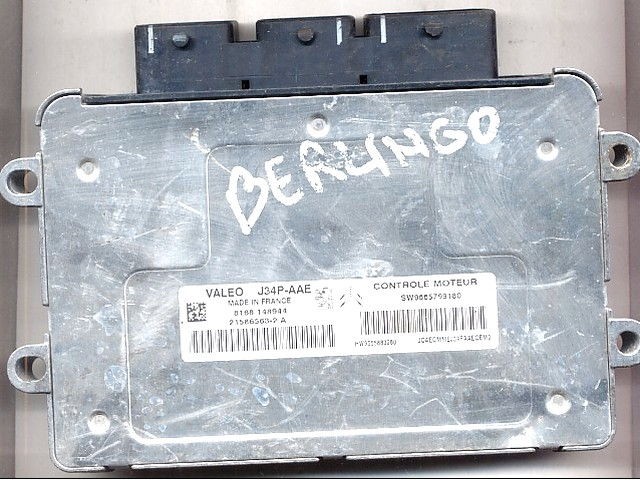 BERLINGO
VALEO J34P-AAE
MADE IN FRANCE
0168 148944
21586563-2 A
CONTROLE MOTEUR
SW9665793180